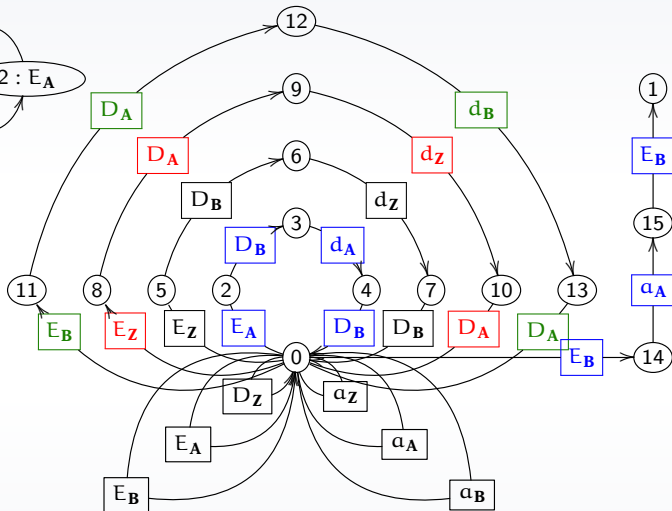 12
2 : E_A
9
1
D_A
d_B
D_A
d_Z
E_B
6
D_B
d_Z
3
15
D_B
d_A
11
8
5
2
4
7
10
13
a_A
E_B
E_Z
E_Z
E_A
D_B
D_B
D_A
D_A
0
E_B
14
D_Z
a_Z
E_A
a_A
E_B
a_B